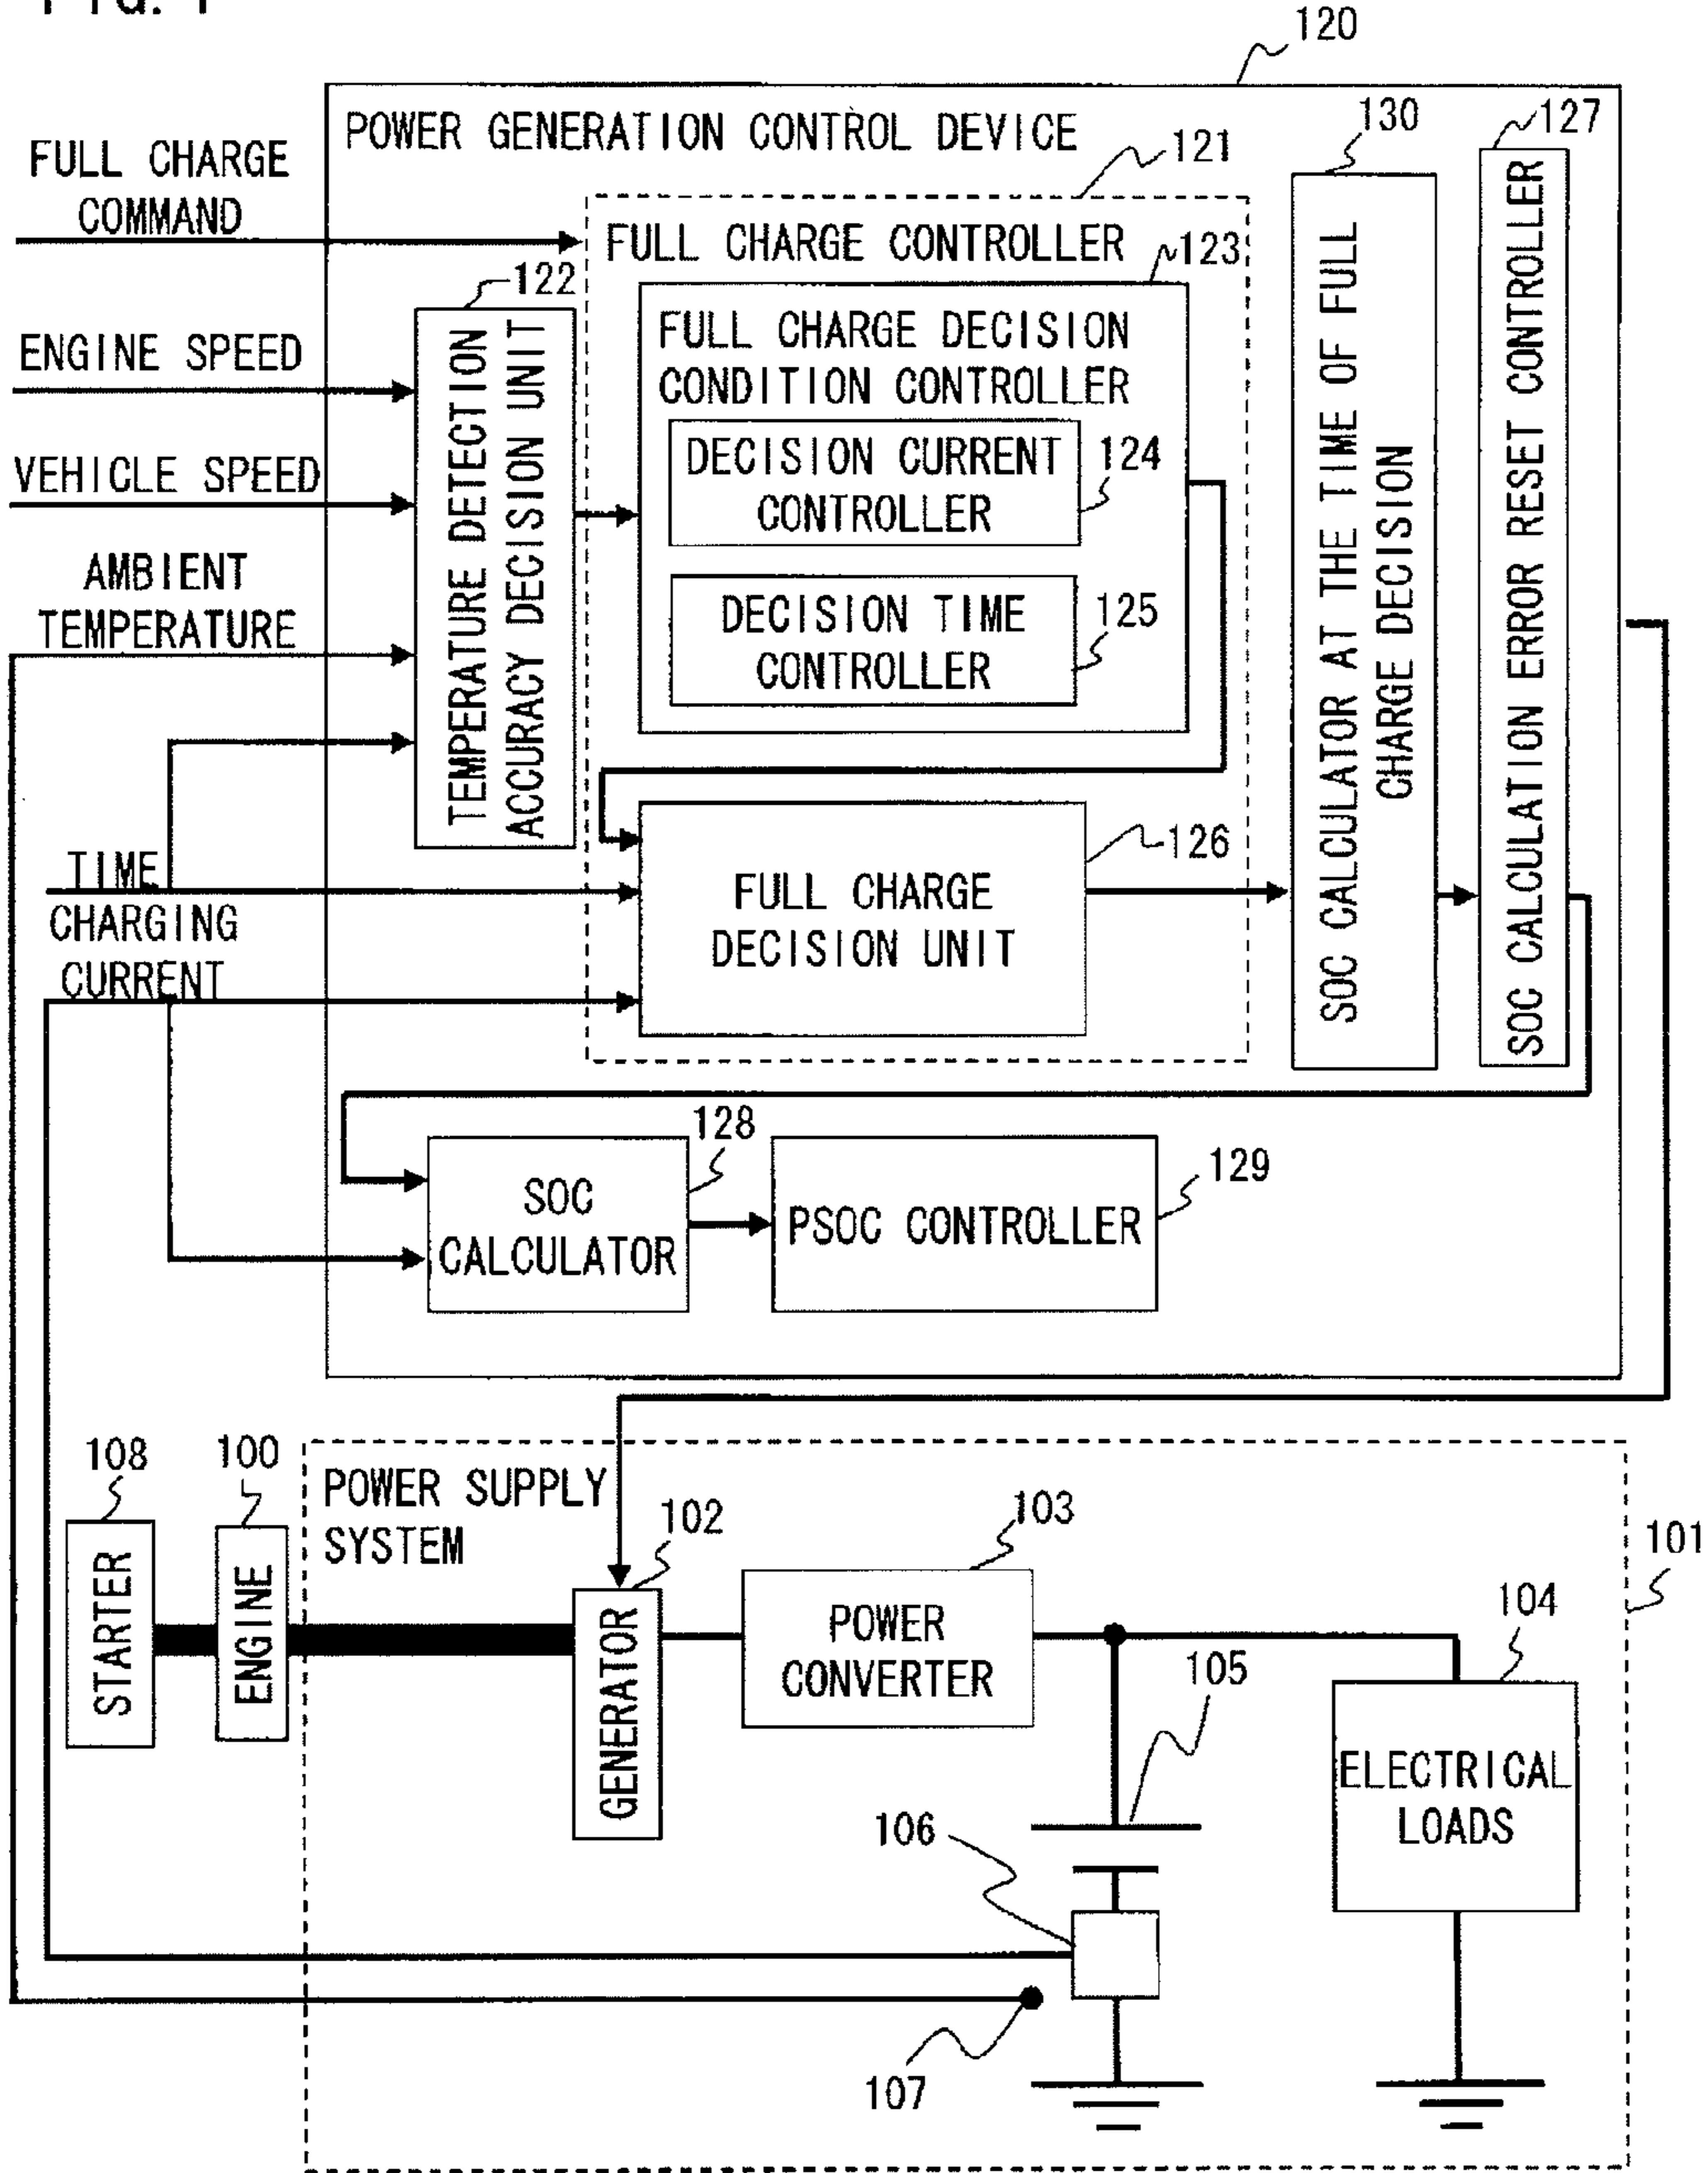 FIG. 1
120
POWER GENERATION CONTROL DEVICE
130
127
121
FULL CHARGE
COMMAND
FULL CHARGE CONTROLLER
123
122
ENGINE SPEED
VEHICLE SPEED
AMBIENT
TEMPERATURE
TIME
CHARGING
CURRENT
TEMPERATURE DETECTION
ACCURACY DECISION UNIT
FULL CHARGE DECISION
CONDITION CONTROLLER
DECISION CURRENT
CONTROLLER
124
DECISION TIME
CONTROLLER
125
FULL CHARGE
DECISION UNIT
126
SOC CALCULATOR AT THE TIME OF FULL
CHARGE DECISION
SOC CALCULATION ERROR RESET CONTROLLER
SOC
CALCULATOR
128
PSOC CONTROLLER
129
108
100
STARTER
ENGINE
POWER SUPPLY
SYSTEM
102
GENERATOR
103
POWER
CONVERTER
101
104
ELECTRICAL
LOADS
105
106
107